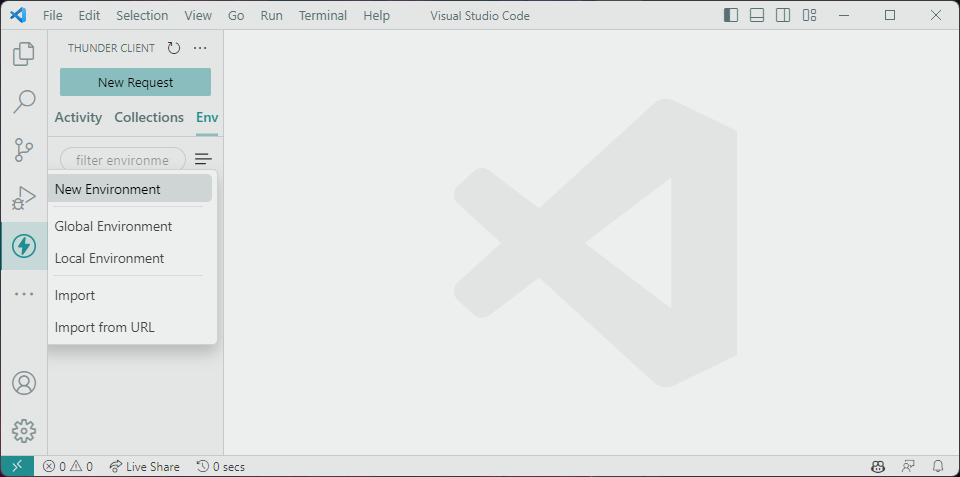 File Edit Selection View Go Run Terminal Help Visual Studio Code
THUNDER CLIENT
New Request
Activity Collections Env
filter environme
New Environment
Global Environment
Local Environment
Import
Import from URL
0 0 Live Share 0 secs